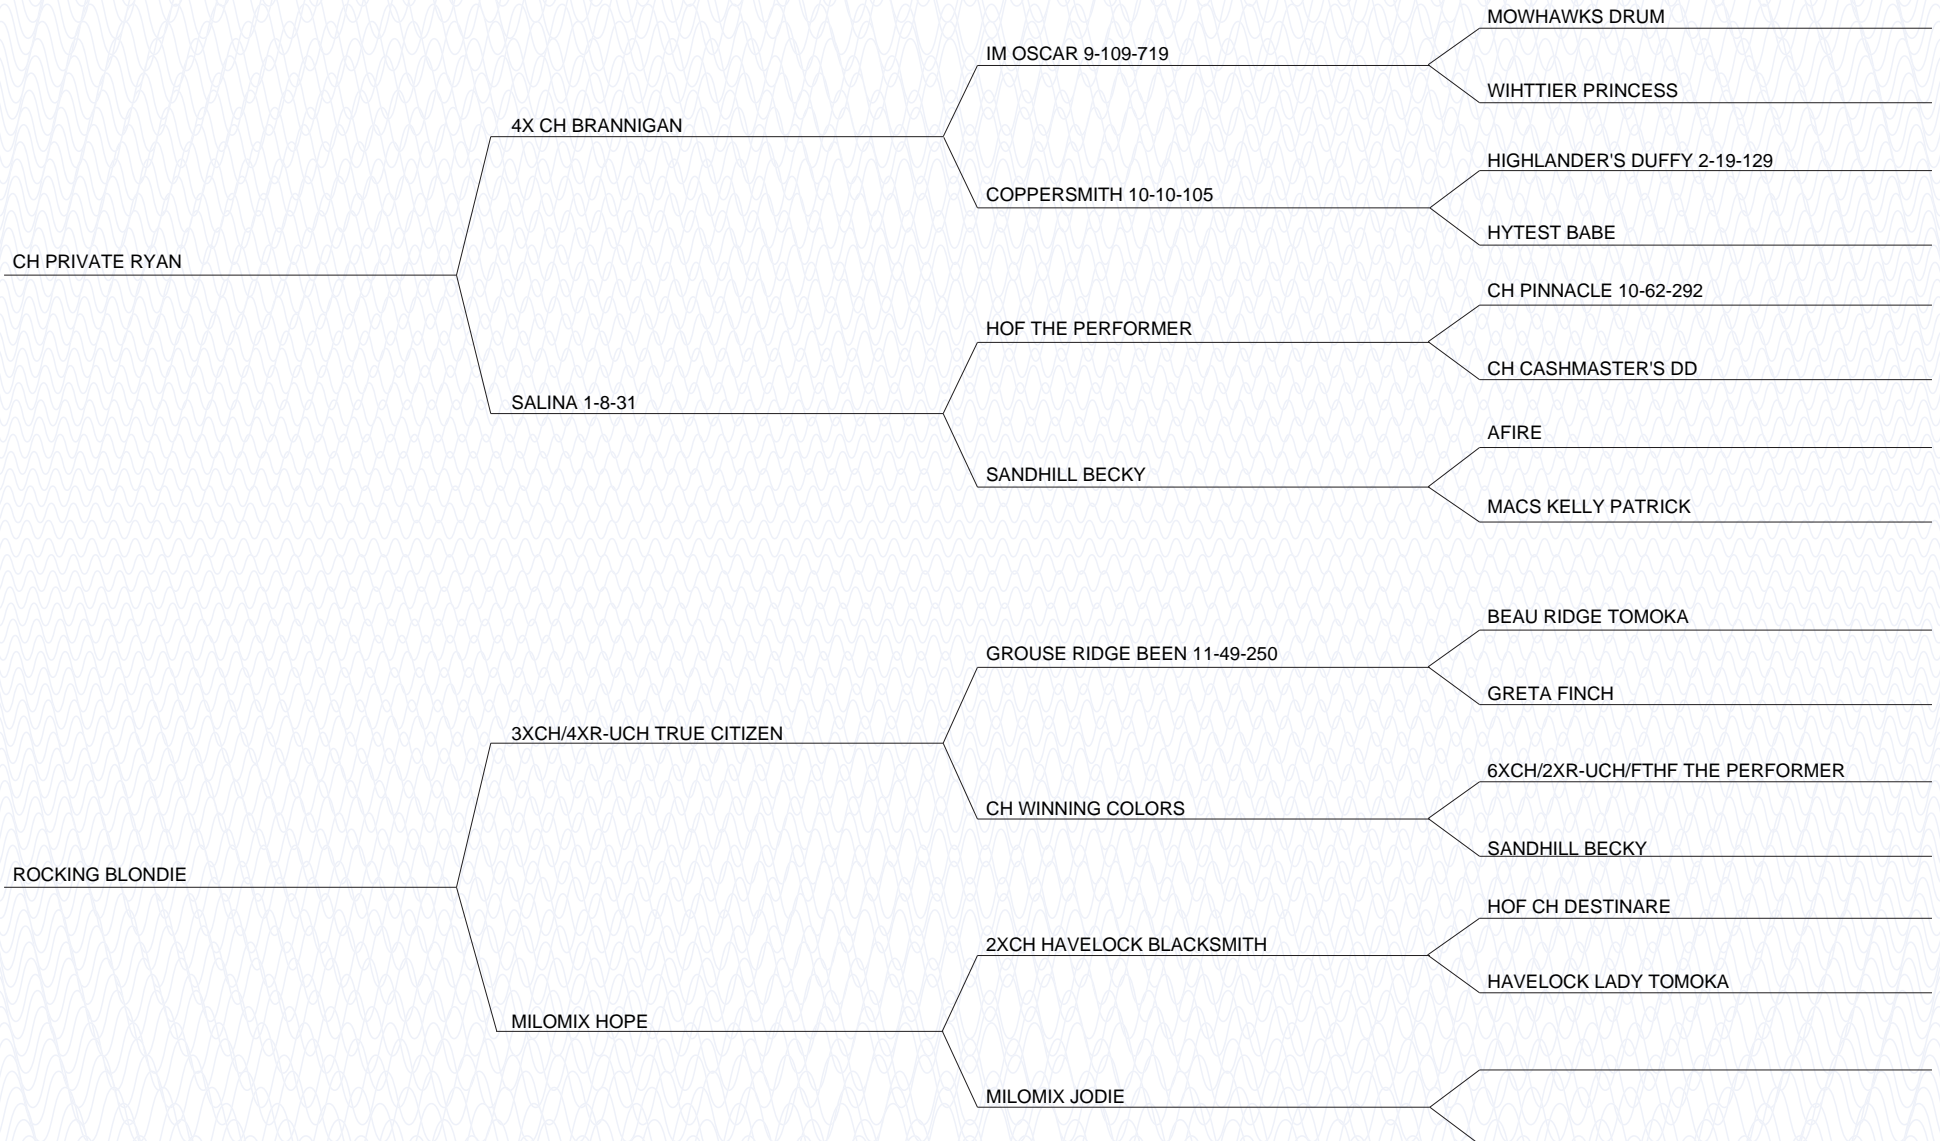 MOWHAWKS DRUM
IM OSCAR 9-109-719
WIHTTIER PRINCESS
4X CH BRANNIGAN
HIGHLANDER'S DUFFY 2-19-129
COPPERSMITH 10-10-105
HYTEST BABE
CH PRIVATE RYAN
CH PINNACLE 10-62-292
HOF THE PERFORMER
CH CASHMASTER'S DD
SALINA 1-8-31
AFIRE
SANDHILL BECKY
MACS KELLY PATRICK
BEAU RIDGE TOMOKA
GROUSE RIDGE BEEN 11-49-250
GRETA FINCH
3XCH/4XR-UCH TRUE CITIZEN
6XCH/2XR-UCH/FTHF THE PERFORMER
CH WINNING COLORS
SANDHILL BECKY
ROCKING BLONDIE
HOF CH DESTINARE
2XCH HAVELOCK BLACKSMITH
HAVELOCK LADY TOMOKA
MILOMIX HOPE
MILOMIX JODIE